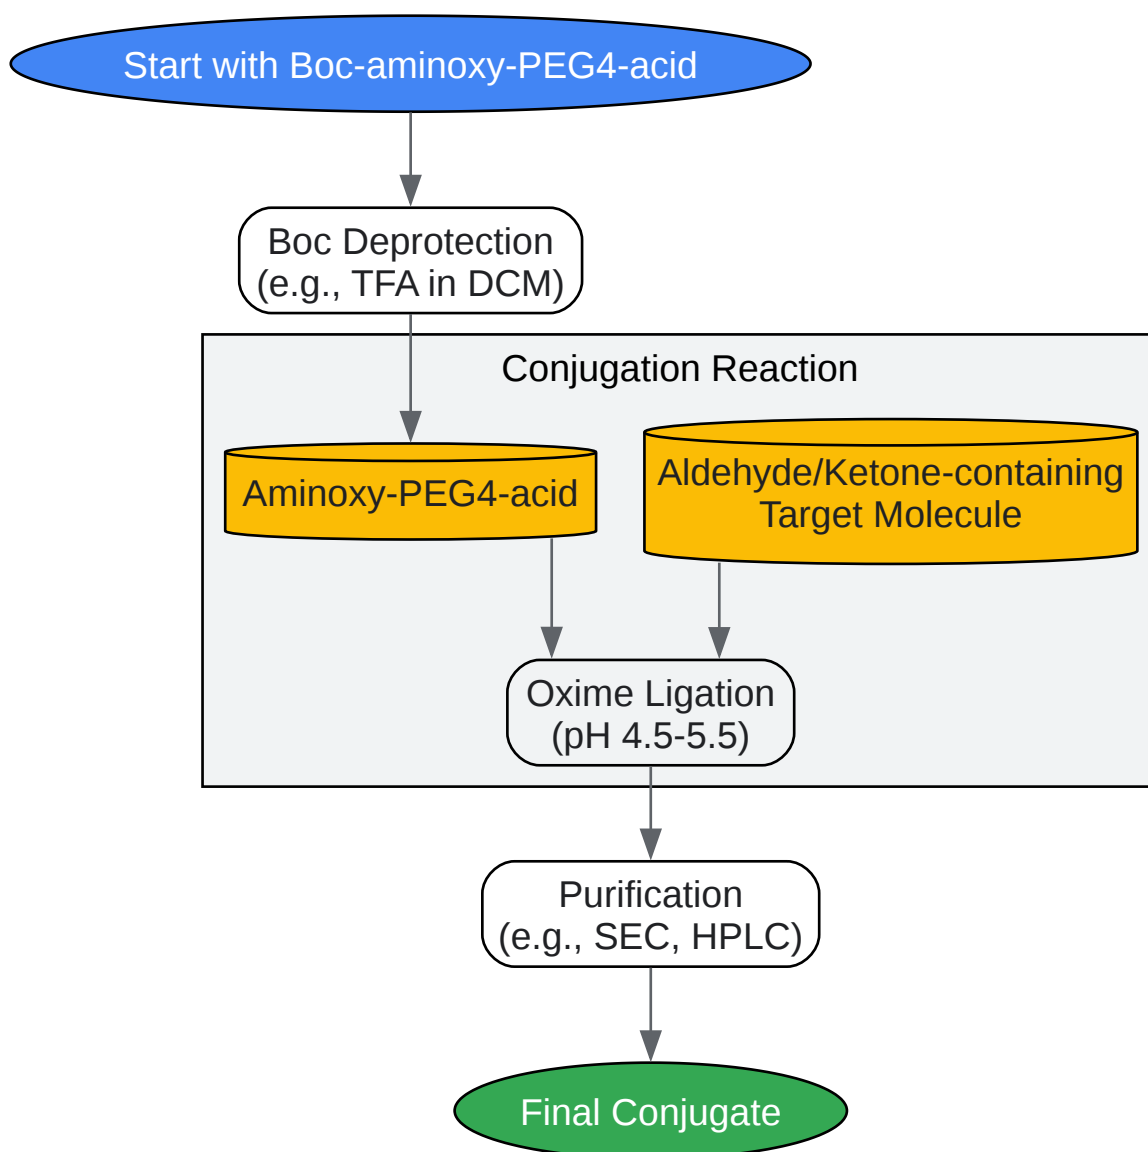 Start with Boc-aminoxy-PEG4-acid
Boc Deprotection
(e.g., TFA in DCM)
Conjugation Reaction
Aminoxy-PEG4-acid
Aldehyde/Ketone-containing
Target Molecule
Oxime Ligation
(pH 4.5-5.5)
Purification
(e.g., SEC, HPLC)
Final Conjugate